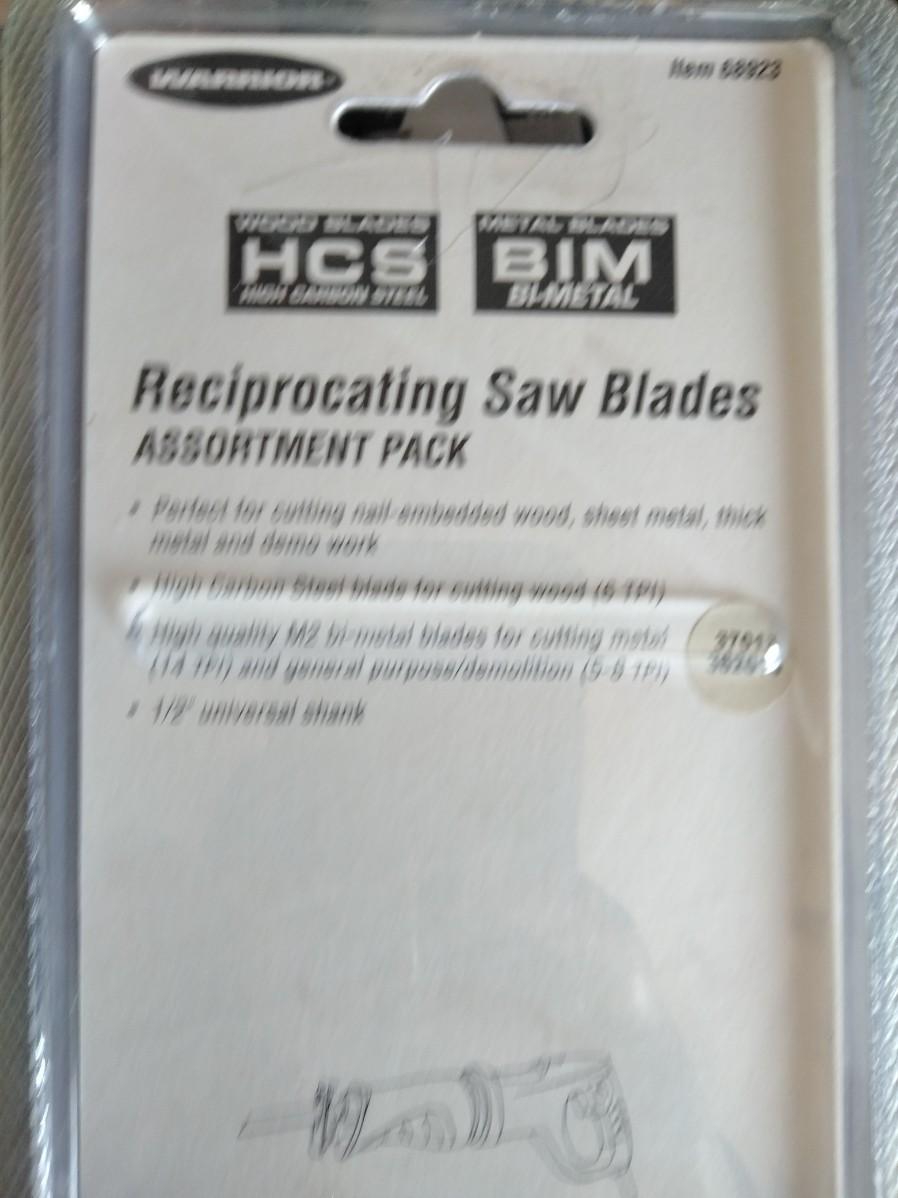 WARRIOR
Item 68923
WOOD BLADES
HCS
HIGH CARBON STEEL
METAL BLADES
BIM
BI-METAL
Reciprocating Saw Blades
ASSORTMENT PACK
• Perfect for cutting nail-embedded wood, sheet metal, thick
metal and demo work
• High Carbon Steel blade for cutting wood (6 TPI)
• High quality M2 bi-metal blades for cutting metal
(14 TPI) and general purpose/demolition (5-8 TPI)
• 1/2" universal shank